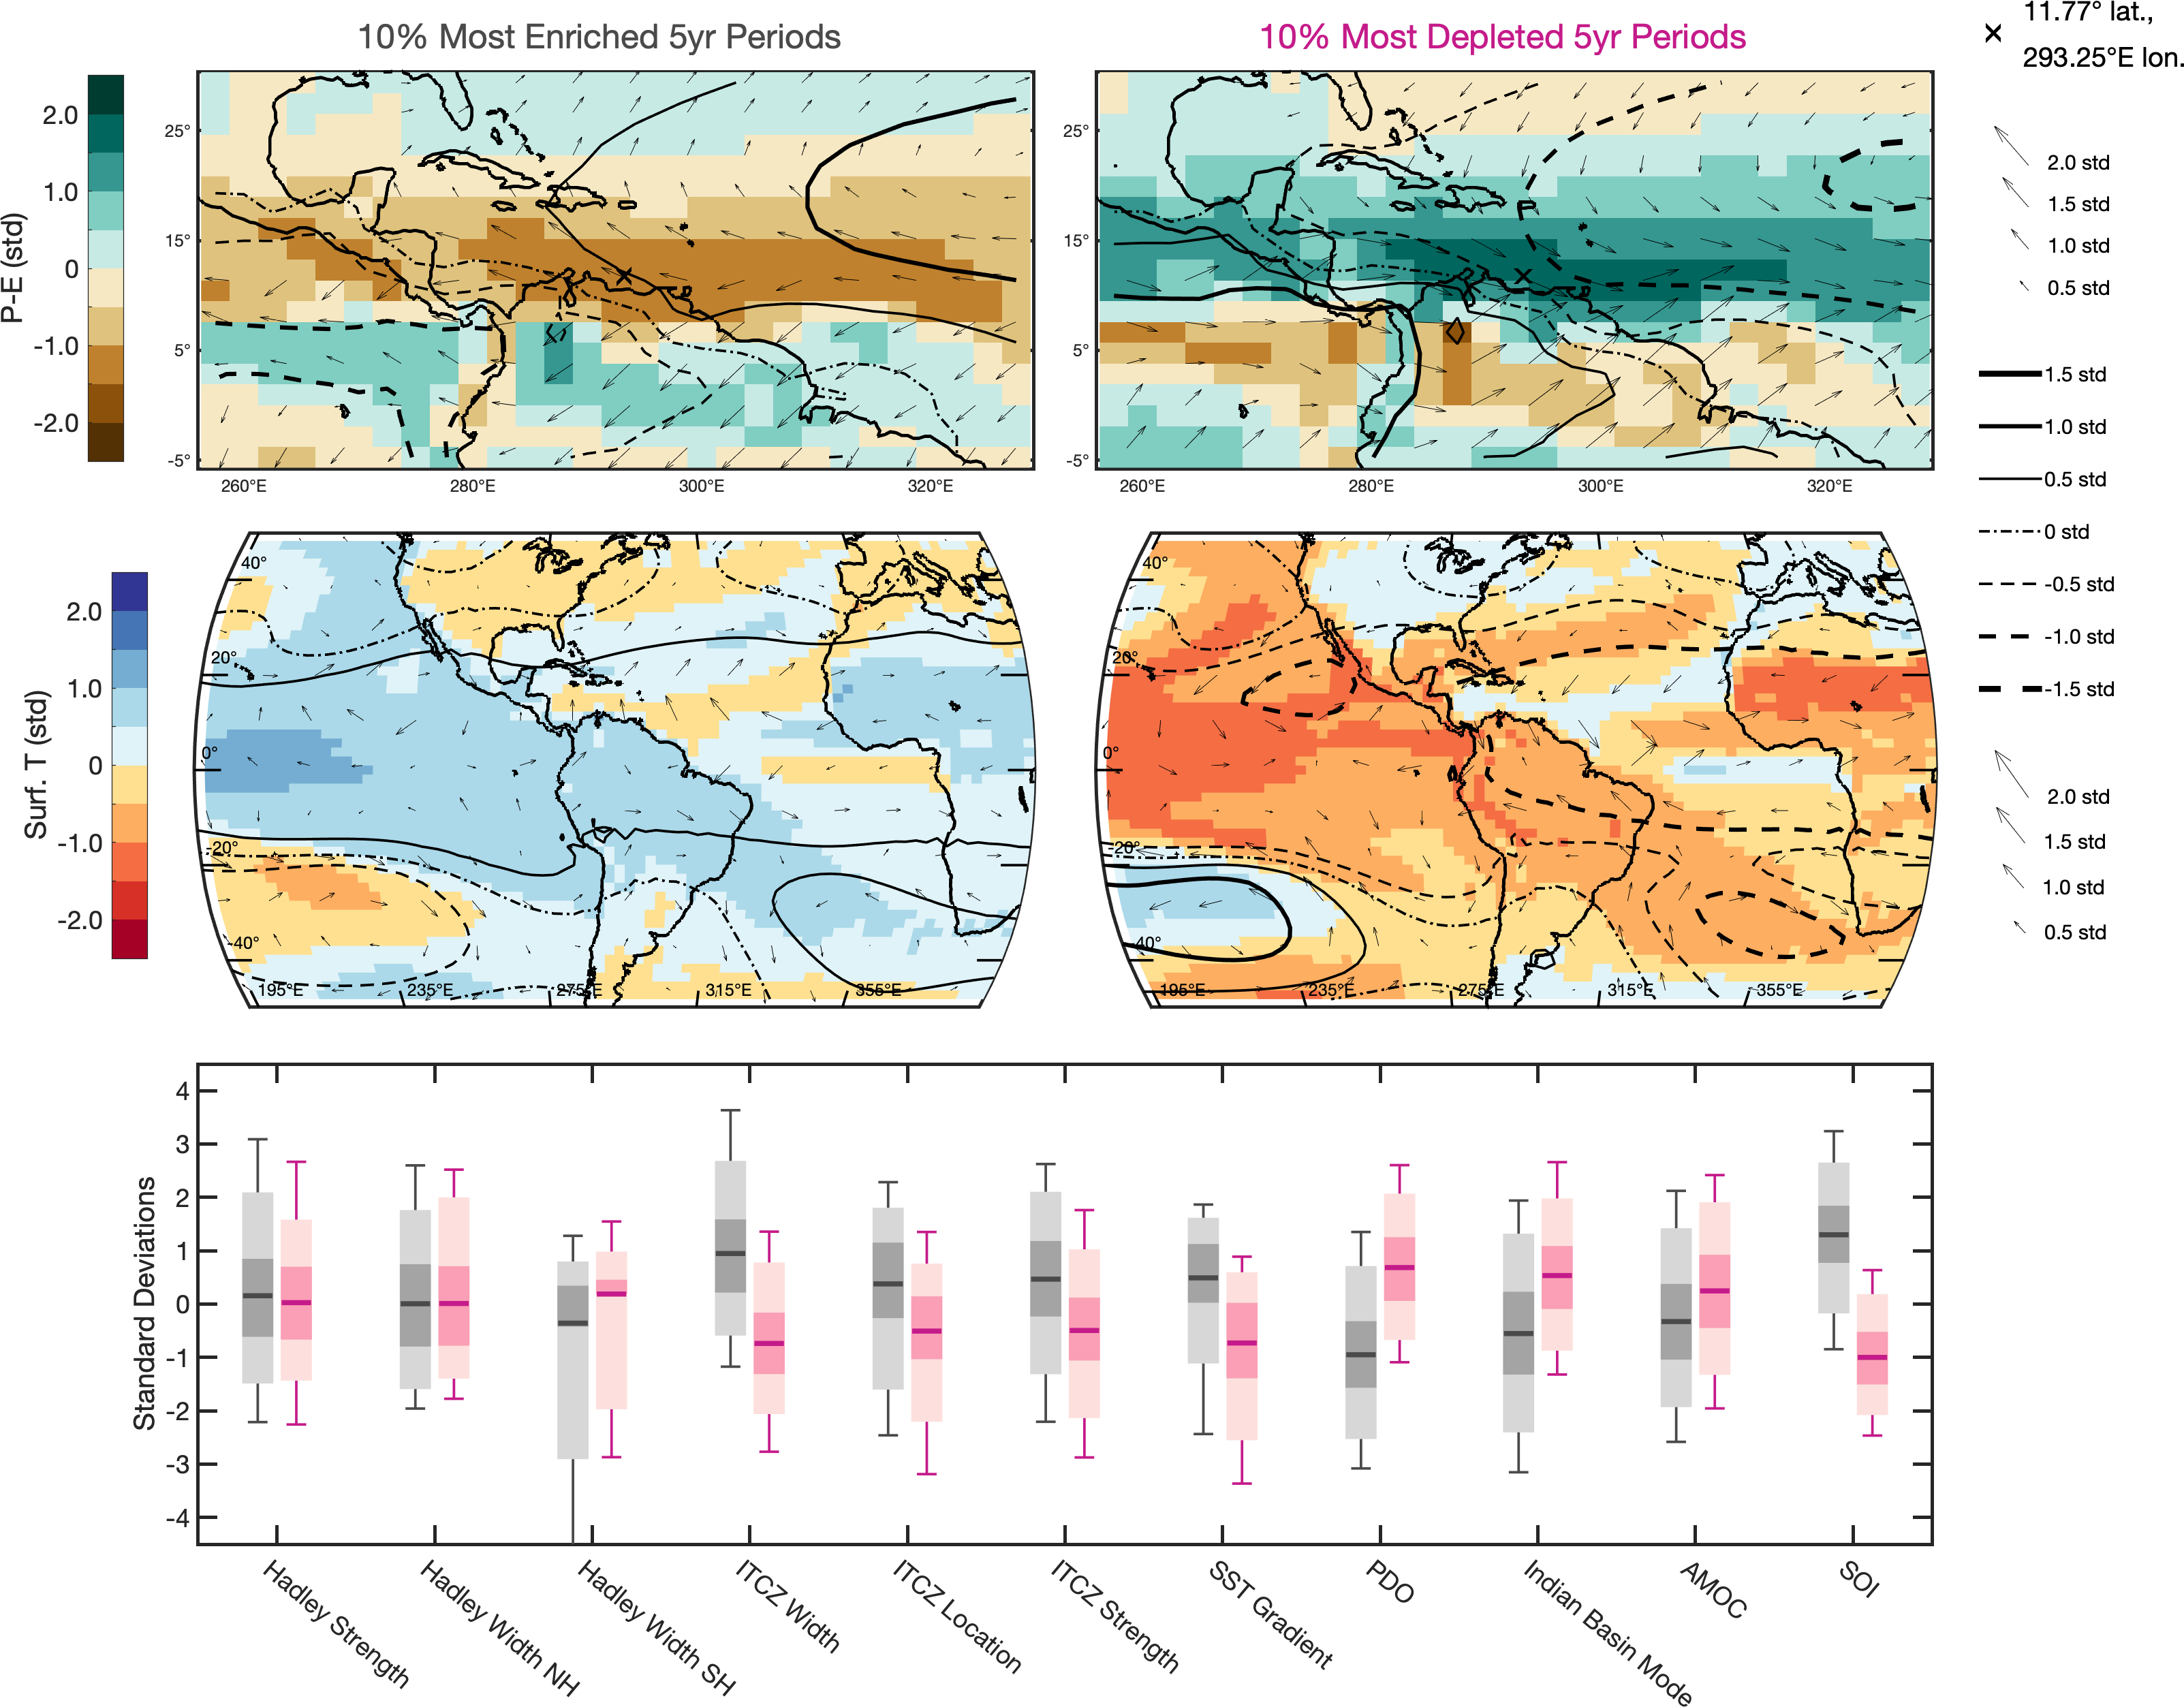 10% Most Enriched 5yr Periods
10% Most Depleted 5yr Periods
11.77° lat.,
293.25°E lon.
P-E (std)
2.0
1.0
0
-1.0
-2.0
25°
15°
5°
-5°
260°E
280°E
300°E
320°E
25°
15°
5°
-5°
260°E
280°E
300°E
320°E
2.0 std
1.5 std
1.0 std
0.5 std
1.5 std
1.0 std
0.5 std
0 std
-0.5 std
-1.0 std
-1.5 std
Surf. T (std)
2.0
1.0
0
-1.0
-2.0
40°
20°
0°
-20°
-40°
195°E
235°E
275°E
315°E
355°E
40°
20°
0°
-20°
-40°
195°E
235°E
275°E
315°E
355°E
2.0 std
1.5 std
1.0 std
0.5 std
Standard Deviations
4
3
2
1
0
-1
-2
-3
-4
Hadley Strength
Hadley Width NH
Hadley Width SH
ITCZ Width
ITCZ Location
ITCZ Strength
SST Gradient
PDO
Indian Basin Mode
AMOC
SOI